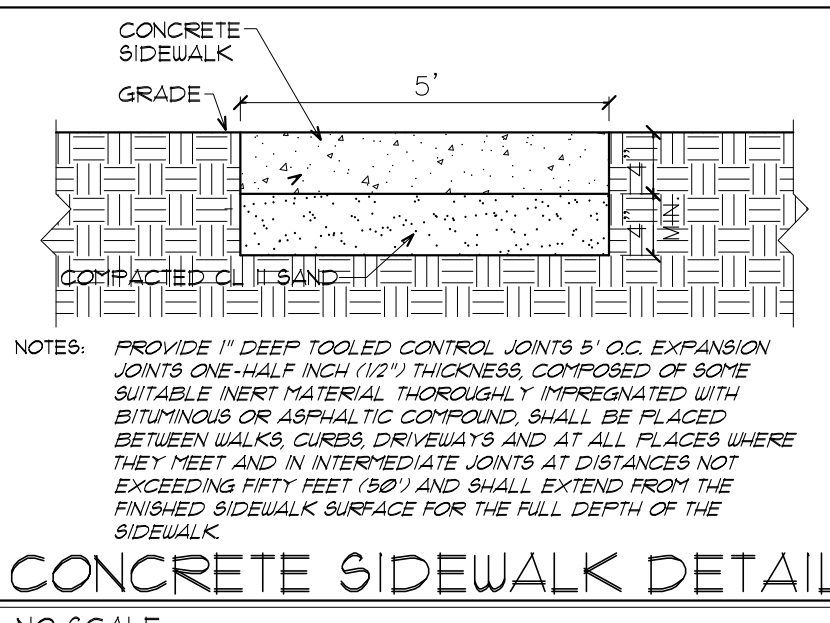 CONCRETE
SIDEWALK
GRADE
5'
4"
4"
MIN.
COMPACTED CL II SAND
NOTES: PROVIDE 1" DEEP TOOLED CONTROL JOINTS 5' O.C. EXPANSION
JOINTS ONE-HALF INCH (1/2") THICKNESS, COMPOSED OF SOME
SUITABLE INERT MATERIAL THOROUGHLY IMPREGNATED WITH
BITUMINOUS OR ASPHALTIC COMPOUND, SHALL BE PLACED
BETWEEN WALKS, CURBS, DRIVEWAYS AND AT ALL PLACES WHERE
THEY MEET AND IN INTERMEDIATE JOINTS AT DISTANCES NOT
EXCEEDING FIFTY FEET (50') AND SHALL EXTEND FROM THE
FINISHED SIDEWALK SURFACE FOR THE FULL DEPTH OF THE
SIDEWALK.
CONCRETE SIDEWALK DETAIL
NO SCALE